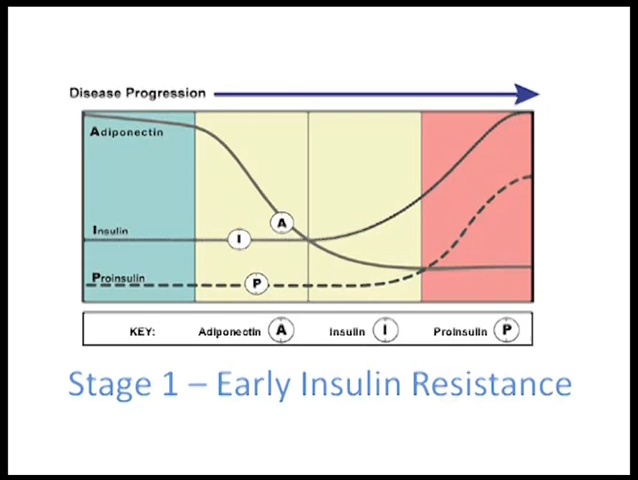 Disease Progression
Adiponectin
A
Insulin
I
Proinsulin
P
KEY: Adiponectin A Insulin I Proinsulin P
Stage 1 – Early Insulin Resistance